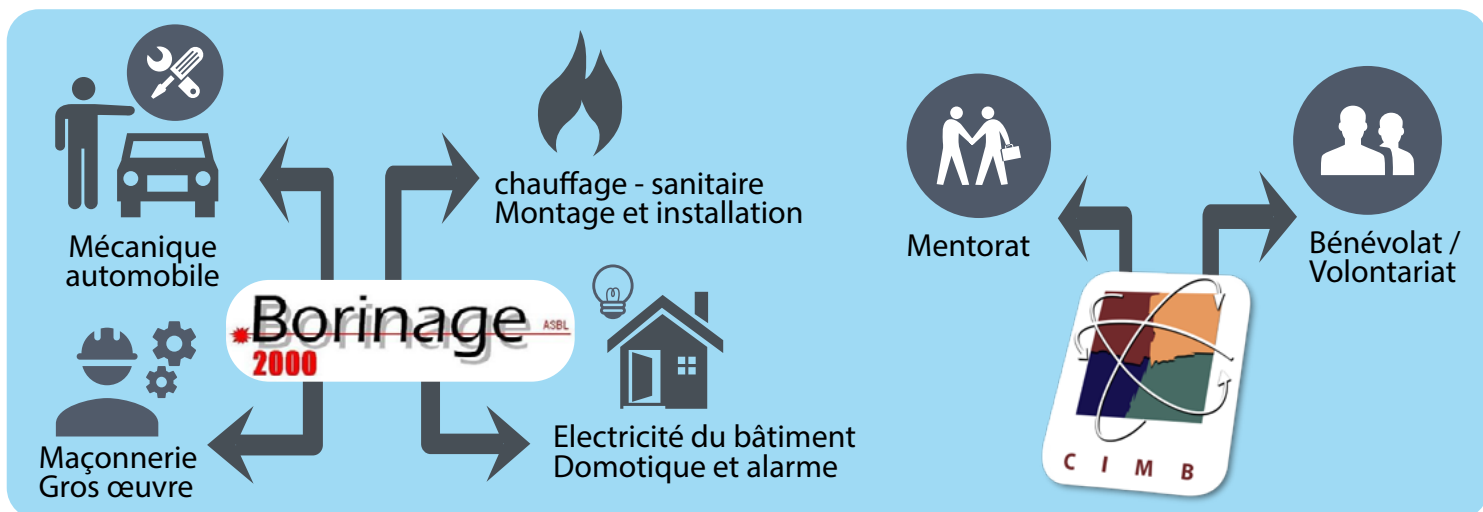 Mécanique
automobile
chauffage - sanitaire
Montage et installation
Borinage ASBL
2000
Maçonnerie
Gros œuvre
Electricité du bâtiment
Domotique et alarme
Mentorat
Bénévolat /
Volontariat
C I M B